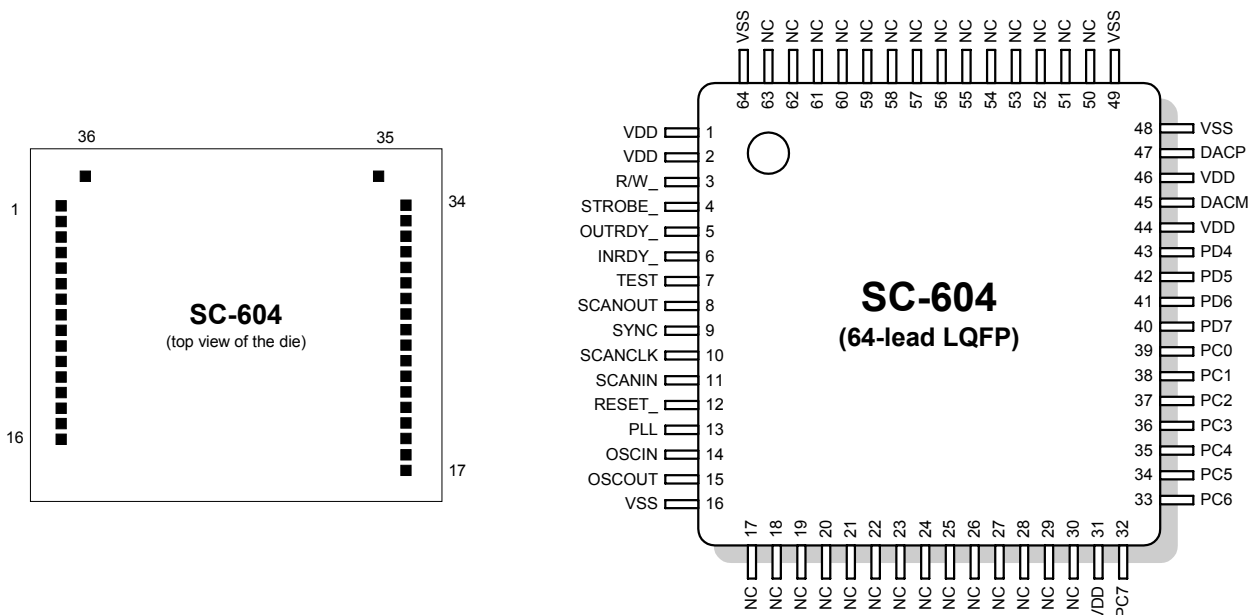 36 35
1 34
SC-604
(top view of the die)
16 17
VSS NC NC NC NC NC NC NC NC NC NC NC NC NC NC VSS
64 63 62 61 60 59 58 57 56 55 54 53 52 51 50 49
VDD 1
VDD 2
R/W_ 3
STROBE_ 4
OUTRDY_ 5
INRDY_ 6
TEST 7
SCANOUT 8
SYNC 9
SCANCLK 10
SCANIN 11
RESET_ 12
PLL 13
OSCIN 14
OSCOUT 15
VSS 16
SC-604
(64-lead LQFP)
48 VSS
47 DACP
46 VDD
45 DACM
44 VDD
43 PD4
42 PD5
41 PD6
40 PD7
39 PC0
38 PC1
37 PC2
36 PC3
35 PC4
34 PC5
33 PC6
17 18 19 20 21 22 23 24 25 26 27 28 29 30 31 32
NC NC NC NC NC NC NC NC NC NC NC NC NC NC VDD PC7